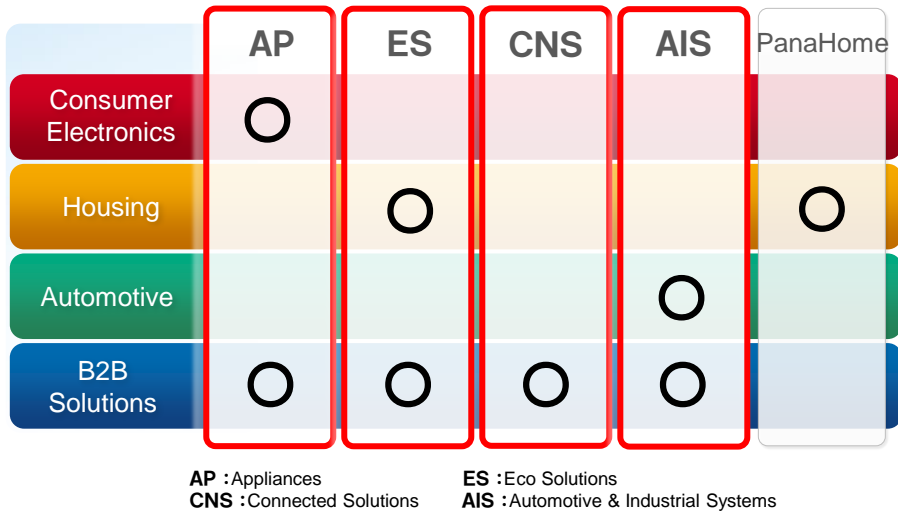 AP ES CNS AIS PanaHome
Consumer
Electronics
Housing
Automotive
B2B
Solutions
AP :Appliances ES :Eco Solutions
CNS :Connected Solutions AIS :Automotive & Industrial Systems